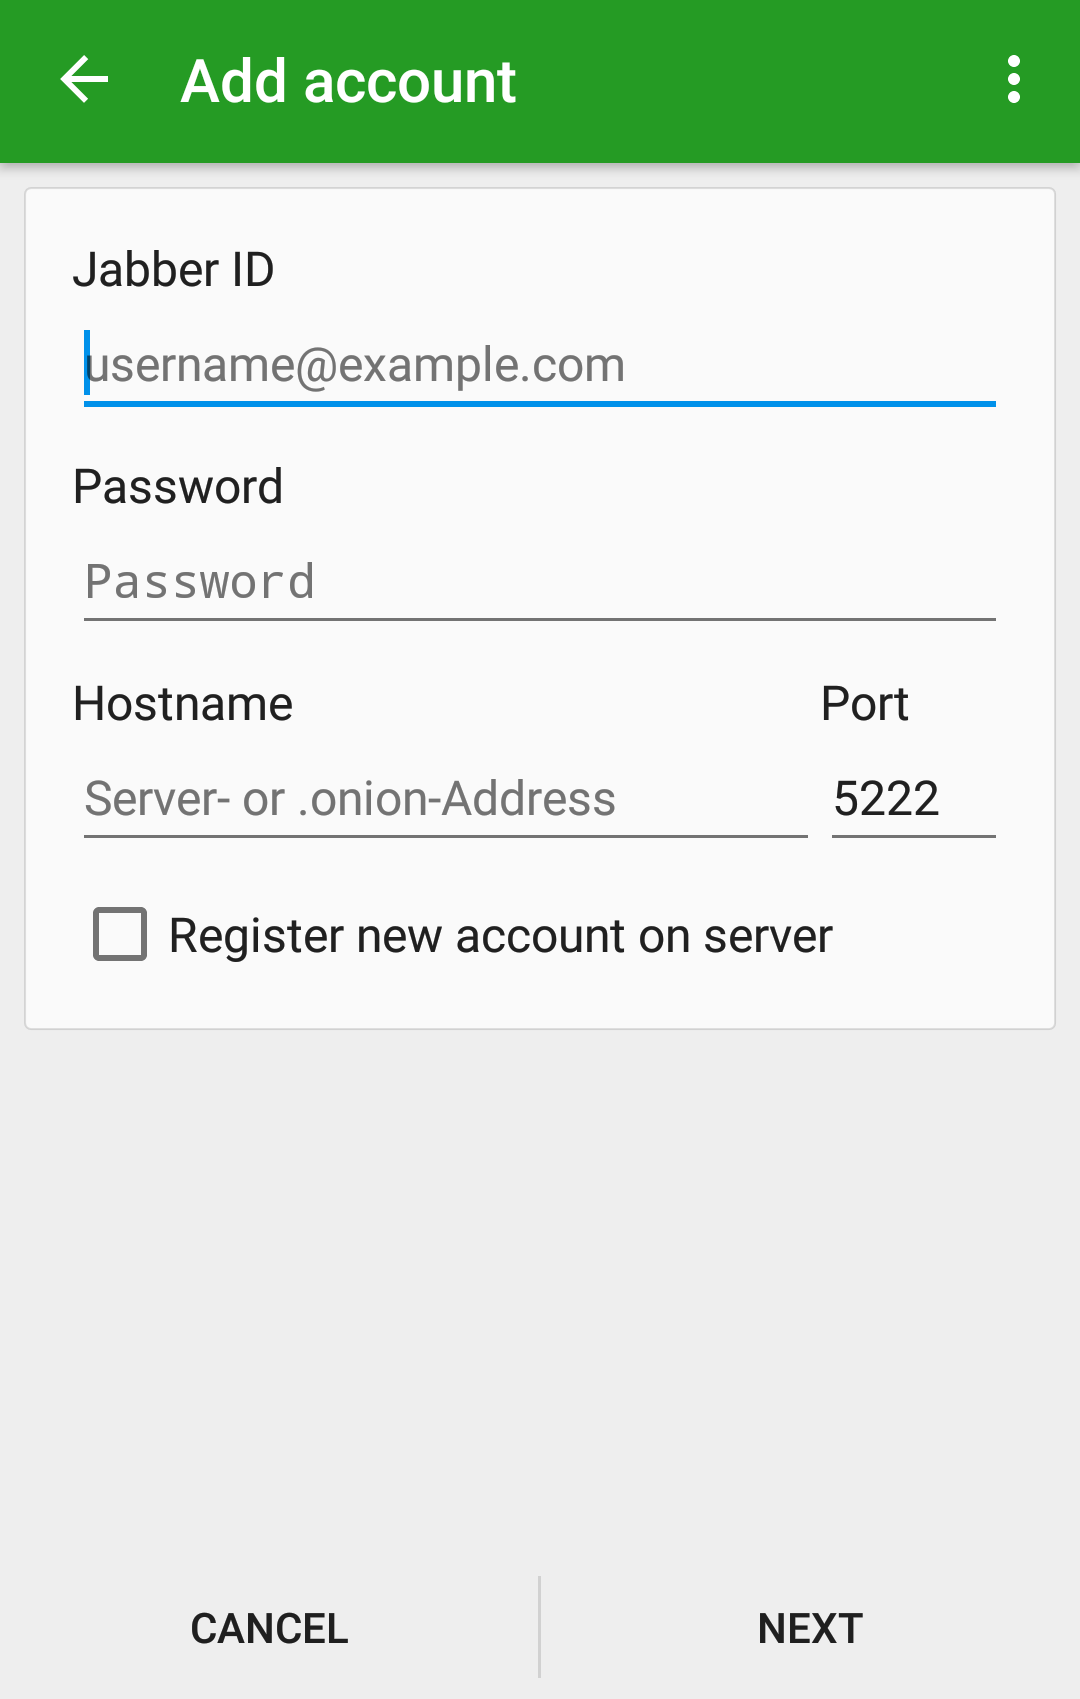 Add account
Jabber ID
username@example.com
Password
Password
Hostname Port
Server- or .onion-Address 5222
Register new account on server
CANCEL NEXT